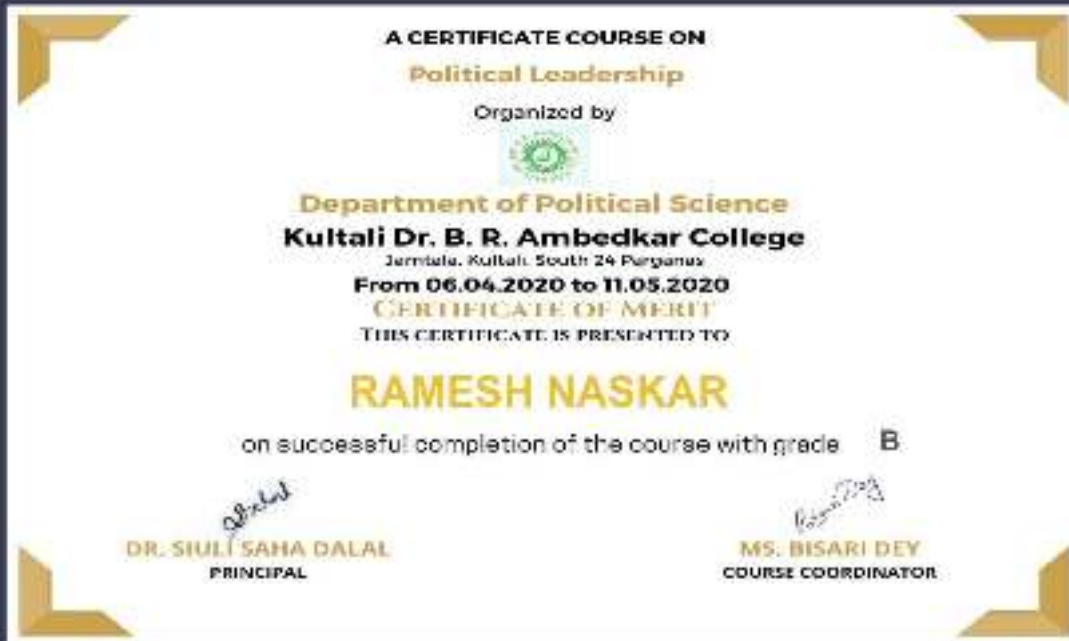 A CERTIFICATE COURSE ON
Political Leadership
Organized by
Department of Political Science
Kultali Dr. B. R. Ambedkar College
Jamtala, Kultali, South 24 Parganas
From 06.04.2020 to 11.05.2020
CERTIFICATE OF MERIT
THIS CERTIFICATE IS PRESENTED TO
RAMESH NASKAR
on successful completion of the course with grade B
DR. SIULI SAHA DALAL
PRINCIPAL
MS. BISARI DEY
COURSE COORDINATOR